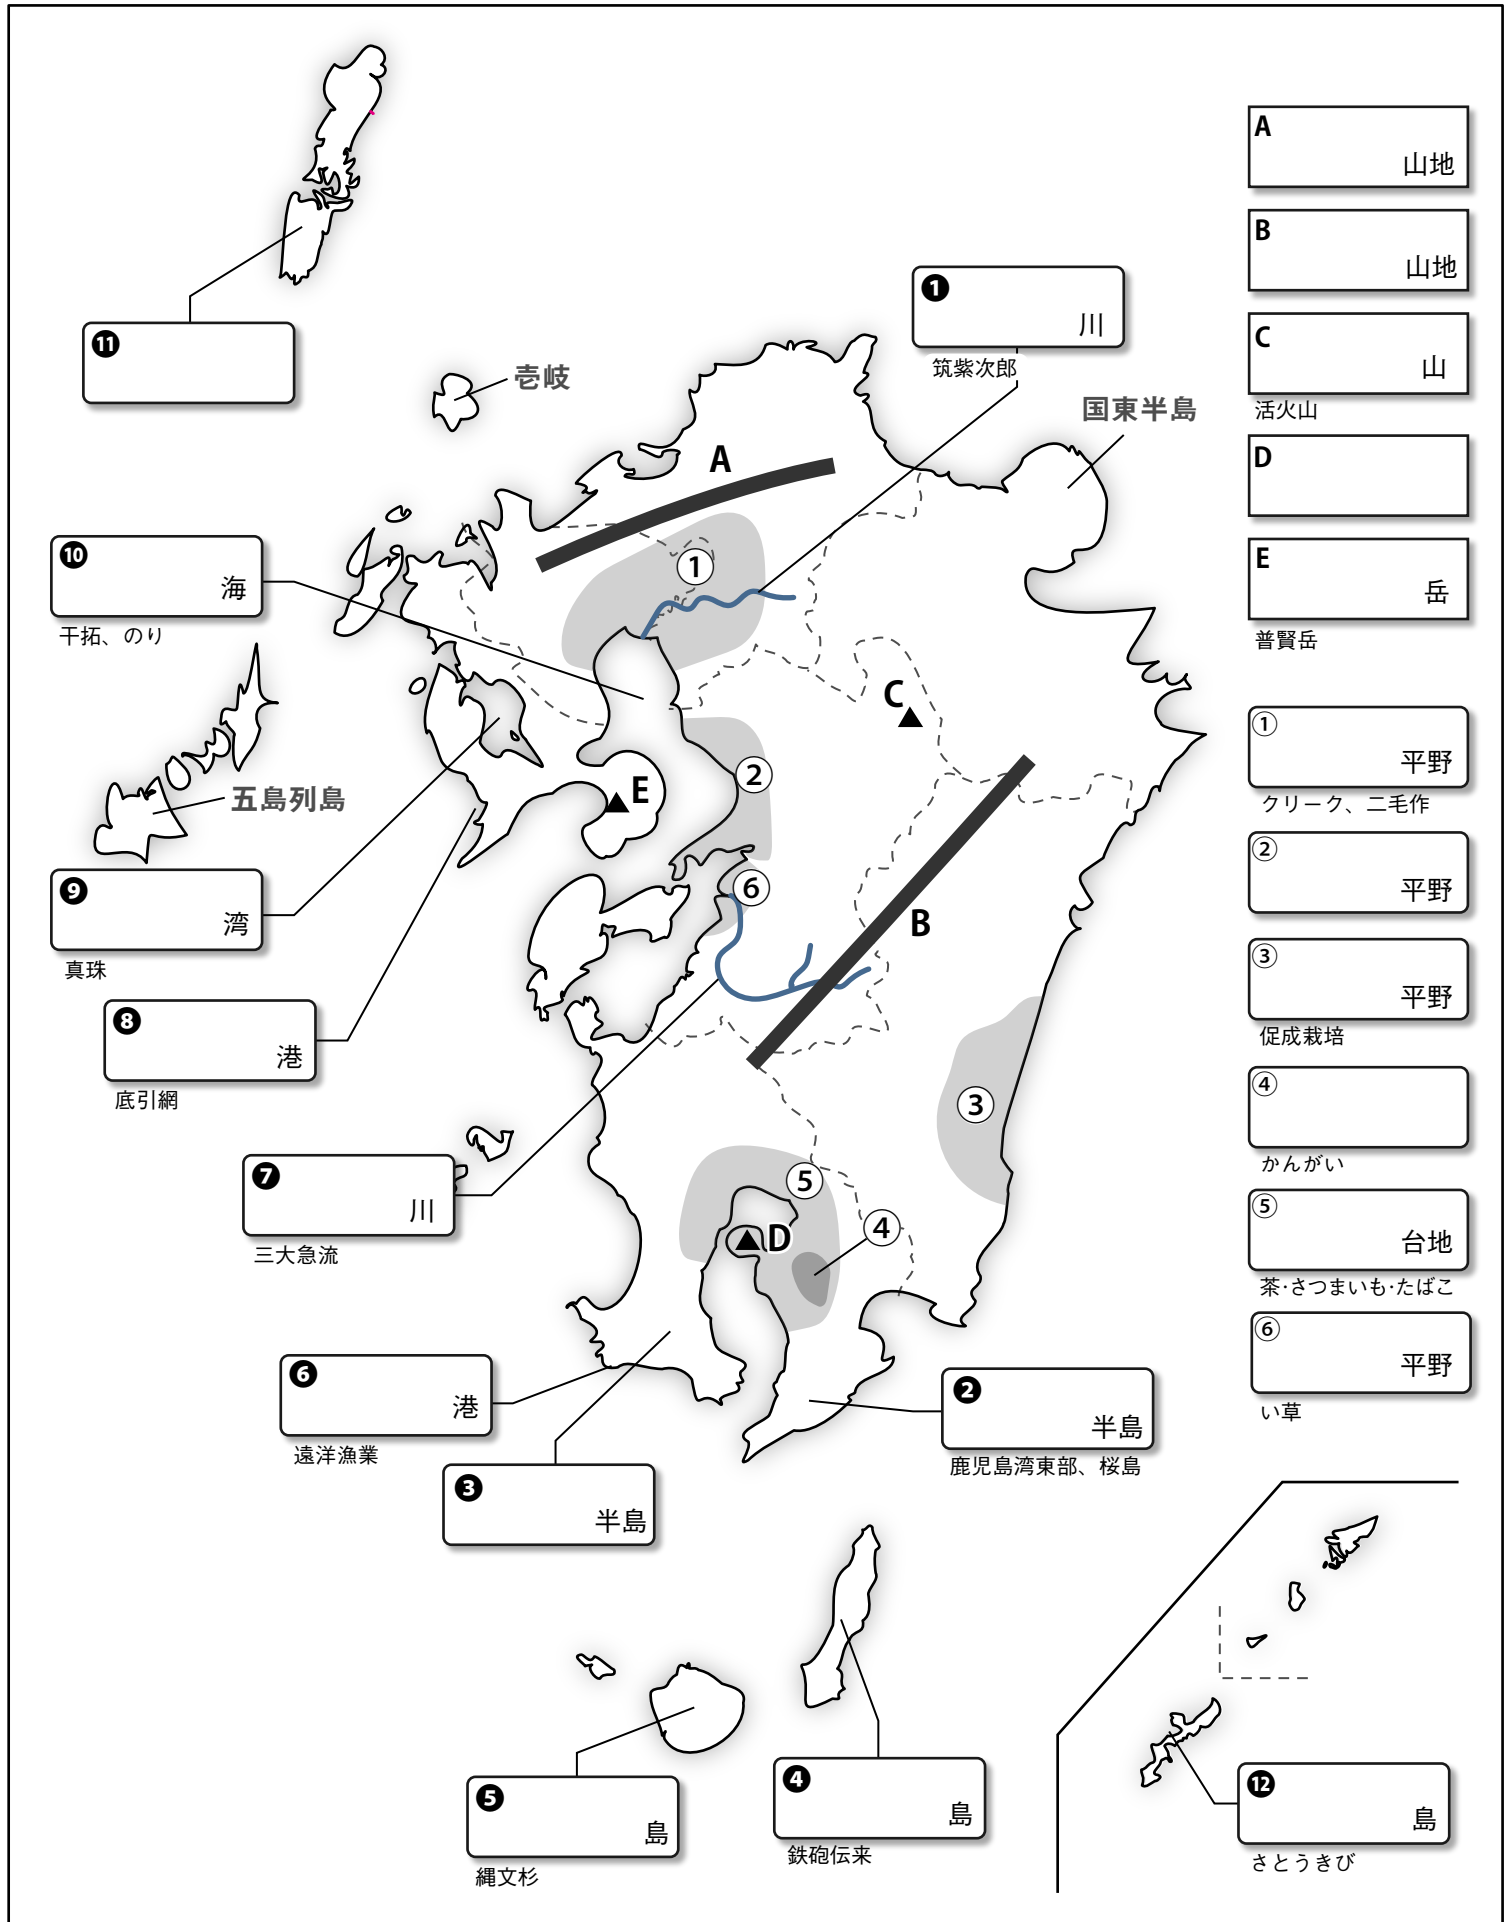 A
山地
B
山地
C
山
活火山
D
E
岳
普賢岳
①
平野
クリーク、二毛作
②
平野
③
平野
促成栽培
④
かんがい
⑤
台地
茶･さつまいも･たばこ
⑥
平野
い草
❶
川
筑紫次郎
国東半島
壱岐
⓫
A
①
❿
海
干拓、のり
C
②
E
五島列島
❾
湾
真珠
⑥
B
❽
港
底引網
③
❼
川
三大急流
⑤
④
D
❻
港
遠洋漁業
❷
半島
鹿児島湾東部、桜島
❸
半島
❺
島
縄文杉
❹
島
鉄砲伝来
⓬
島
さとうきび